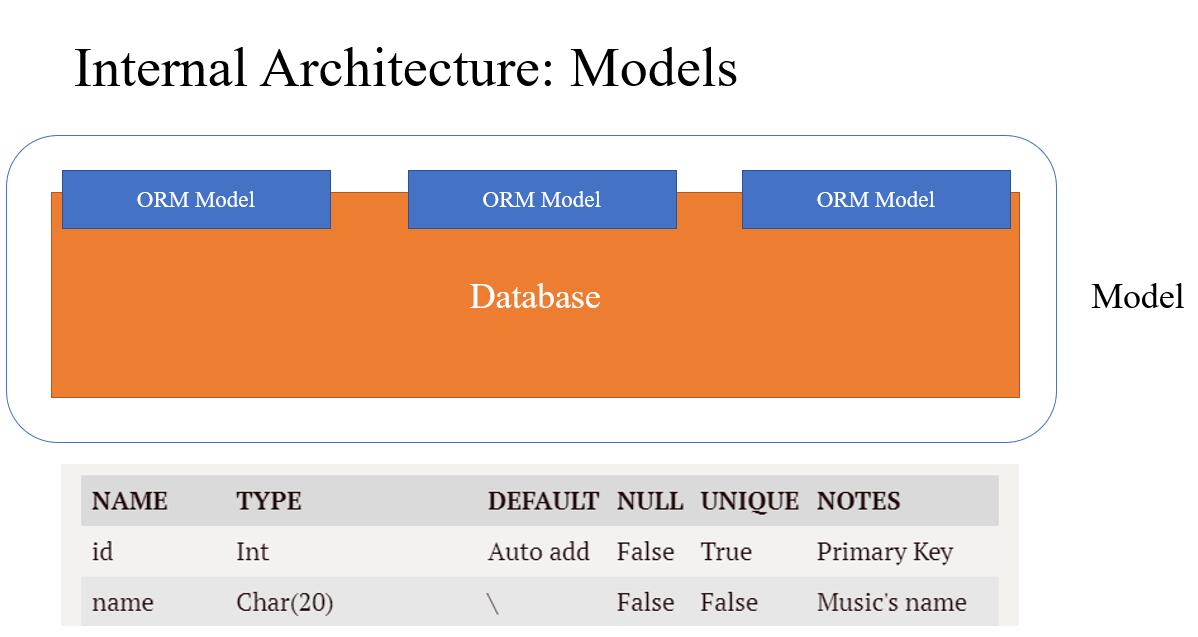 Internal Architecture: Models
ORM Model ORM Model ORM Model
Database
Model
NAME TYPE DEFAULT NULL UNIQUE NOTES
id Int Auto add False True Primary Key
name Char(20) \ False False Music's name